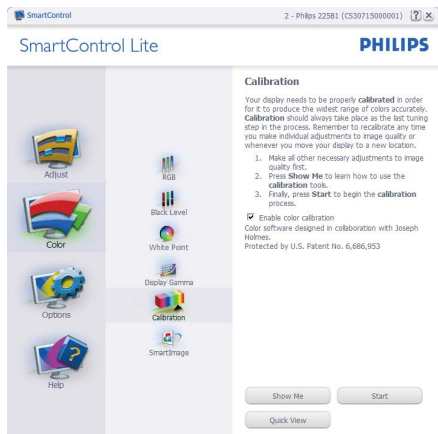 SmartControl
2 - Philips 225B1 (CS30715000001)
SmartControl Lite
PHILIPS
Adjust
Color
Options
Help
RGB
Black Level
White Point
Display Gamma
Calibration
SmartImage
Calibration
Your display needs to be properly calibrated in order
for it to produce the widest range of colors accurately.
Calibration should always take place as the last tuning
step in the process. Remember to recalibrate any time
you make individual adjustments to image quality or
whenever you move your display to a new location.
1. Make all other necessary adjustments to image
quality first.
2. Press Show Me to learn how to use the
calibration tools.
3. Finally, press Start to begin the calibration
process.
Enable color calibration
Color software designed in collaboration with Joseph
Holmes.
Protected by U.S. Patent No. 6,686,953
Show Me
Start
Quick View